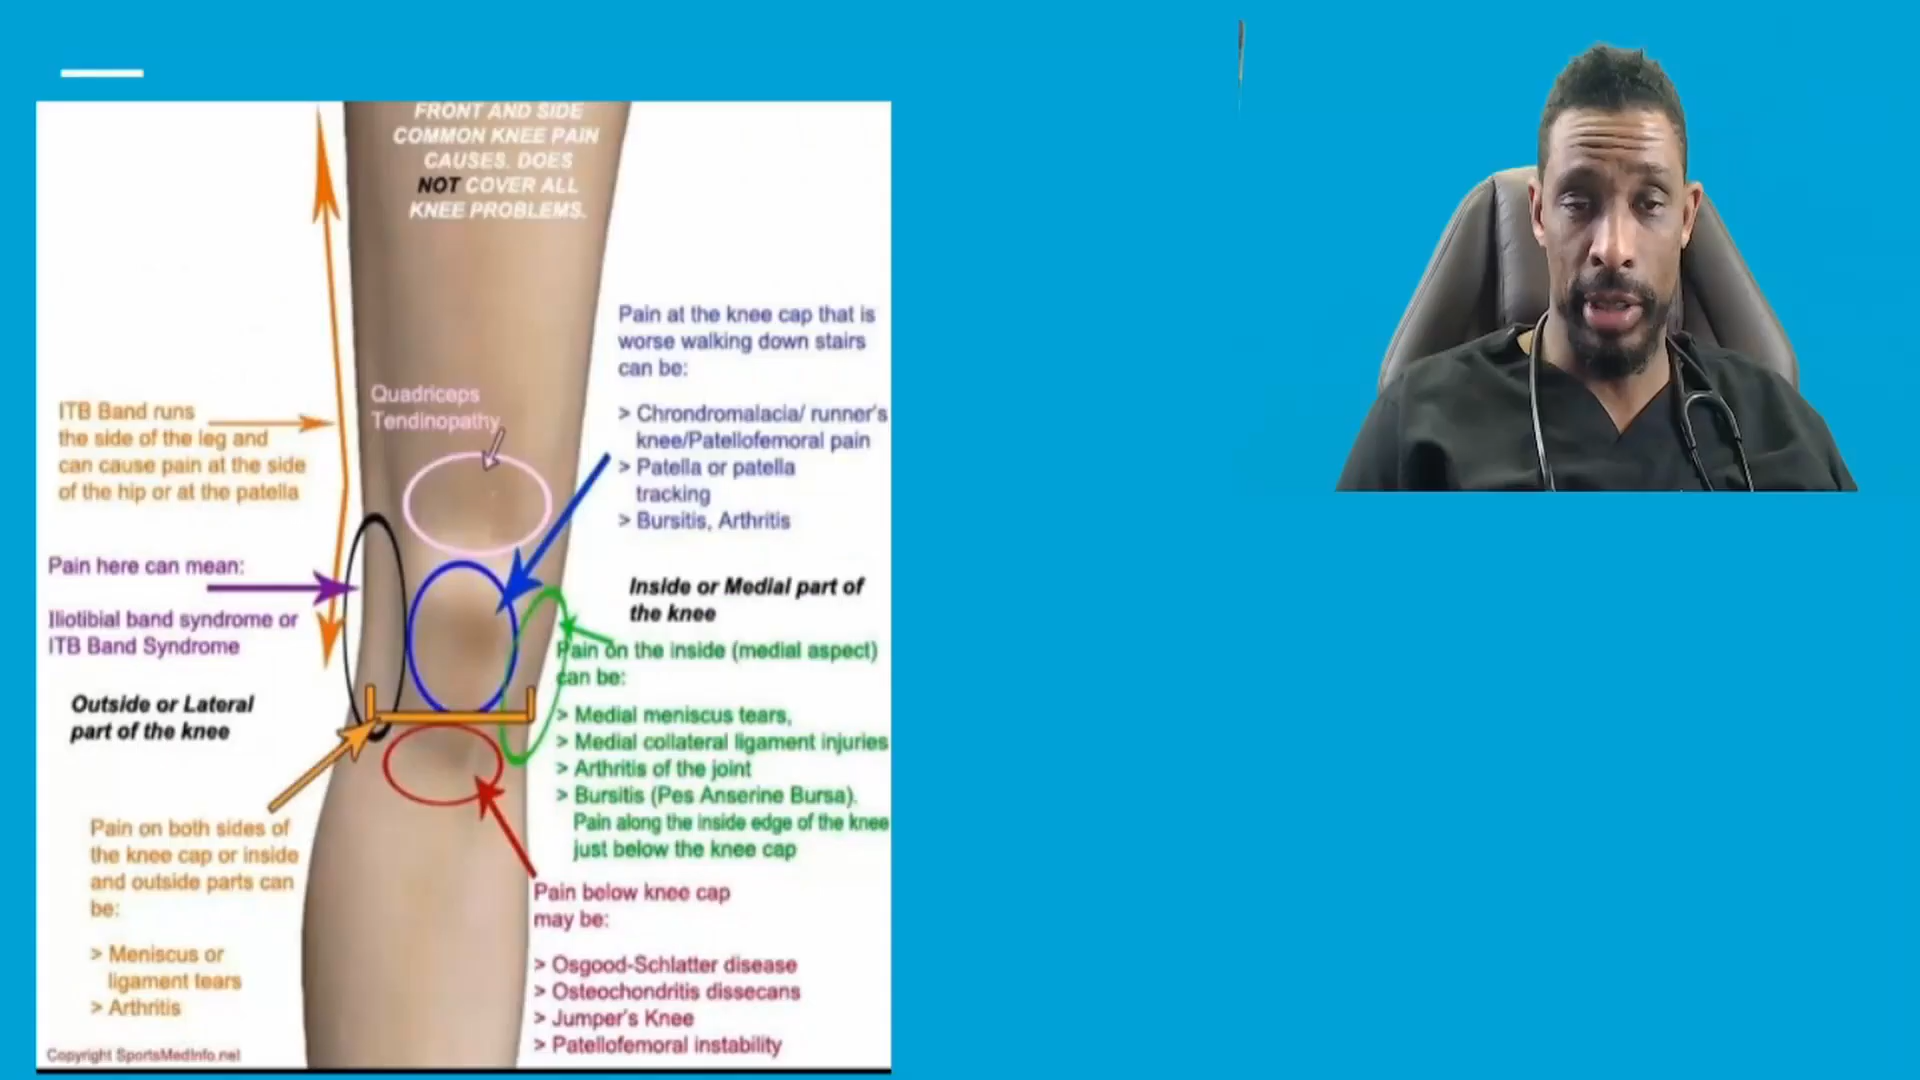 FRONT AND SIDE
COMMON KNEE PAIN
CAUSES. DOES
NOT COVER ALL
KNEE PROBLEMS.
Quadriceps
Tendinopathy
ITB Band runs
the side of the leg and
can cause pain at the side
of the hip or at the patella
Pain here can mean:
Iliotibial band syndrome or
ITB Band Syndrome
Outside or Lateral
part of the knee
Pain on both sides of
the knee cap or inside
and outside parts can
be:
> Meniscus or
ligament tears
> Arthritis
Pain at the knee cap that is
worse walking down stairs
can be:
> Chrondromalacia/ runner's
knee/Patellofemoral pain
> Patella or patella
tracking
> Bursitis, Arthritis
Inside or Medial part of
the knee
Pain on the inside (medial aspect)
can be:
> Medial meniscus tears,
> Medial collateral ligament injuries
> Arthritis of the joint
> Bursitis (Pes Anserine Bursa).
Pain along the inside edge of the knee
just below the knee cap
Pain below knee cap
may be:
> Osgood-Schlatter disease
> Osteochondritis dissecans
> Jumper's Knee
> Patellofemoral instability
Copyright SportsMedInfo.net